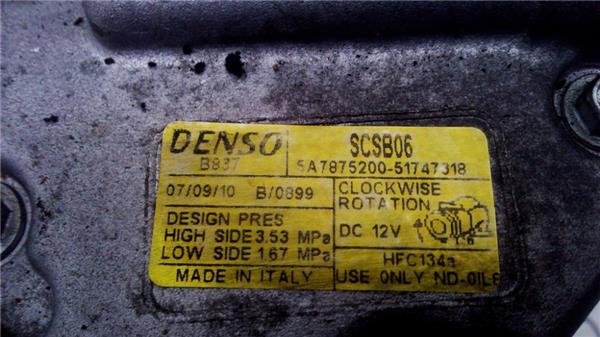 DENSO
SCSB06
B837
5A7875200-51747318
07/09/10 B/0899
CLOCKWISE
ROTATION
DESIGN PRES
HIGH SIDE 3.53 MPa
LOW SIDE 1.67 MPa
DC 12V
HFC134a
MADE IN ITALY
USE ONLY ND-OIL8